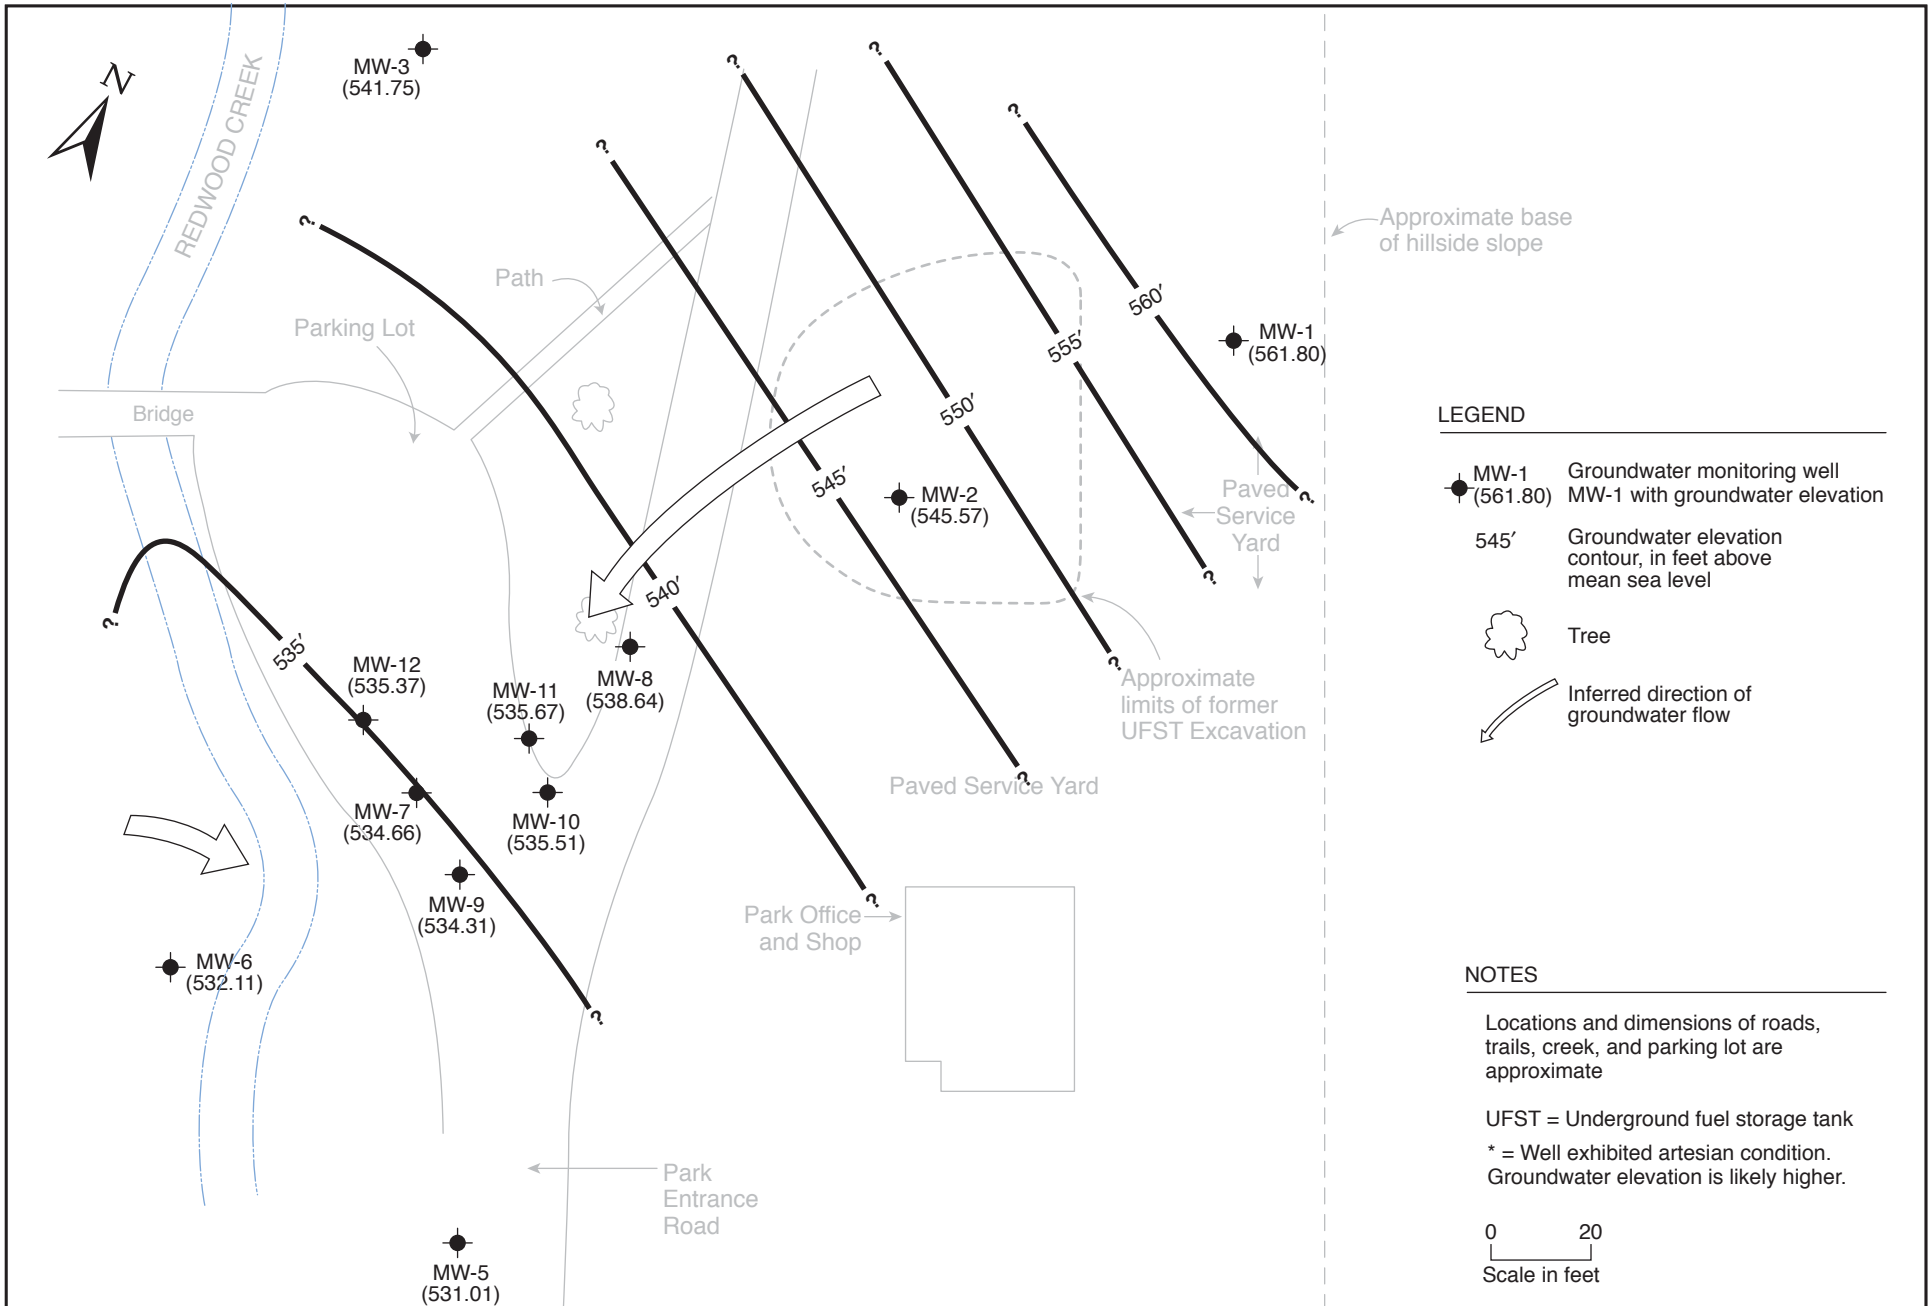 N
REDWOOD CREEK
MW-3
(541.75)
?
?
?
?
?
Path
Parking Lot
Bridge
Approximate base
of hillside slope
560′
555′
550′
545′
540′
535′
MW-1
(561.80)
MW-2
(545.57)
Paved
Service
Yard
?
?
?
?
?
?
?
MW-12
(535.37)
MW-11
(535.67)
MW-8
(538.64)
MW-7
(534.66)
MW-10
(535.51)
MW-9
(534.31)
MW-6
(532.11)
MW-5
(531.01)
Approximate
limits of former
UFST Excavation
Paved Service Yard
Park Office
and Shop
Park
Entrance
Road
LEGEND
MW-1
(561.80)
Groundwater monitoring well
MW-1 with groundwater elevation
545′
Groundwater elevation
contour, in feet above
mean sea level
Tree
Inferred direction of
groundwater flow
NOTES
Locations and dimensions of roads,
trails, creek, and parking lot are
approximate
UFST = Underground fuel storage tank
* = Well exhibited artesian condition.
Groundwater elevation is likely higher.
0 20
Scale in feet